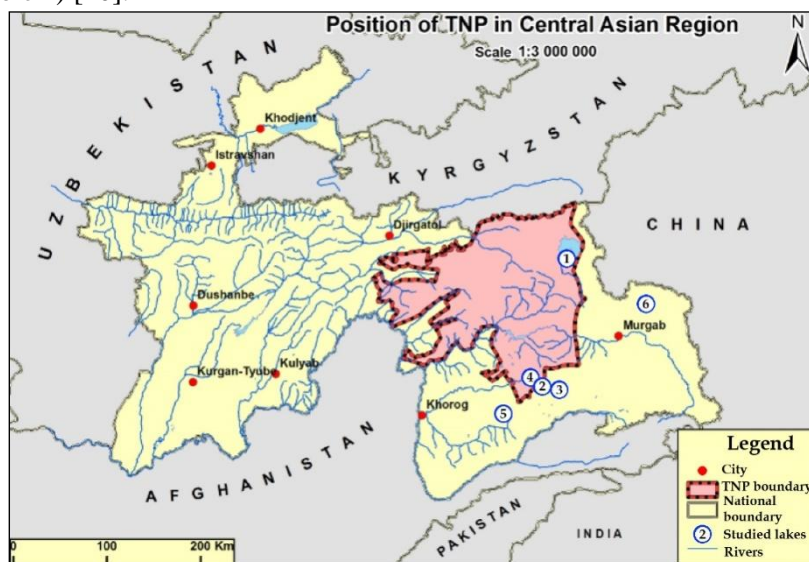 Position of TNP in Central Asian Region
Scale 1:3 000 000
N
UZBEKISTAN
KYRGYZSTAN
CHINA
AFGHANISTAN
PAKISTAN
INDIA
Khodjent
Istravshan
Djirgatol
Dushanbe
Murgab
Kurgan-Tyube
Kulyab
Khorog
1
6
4
2
3
5
Legend
City
TNP boundary
National
boundary
2
Studied lakes
Rivers
0
100
200 Km